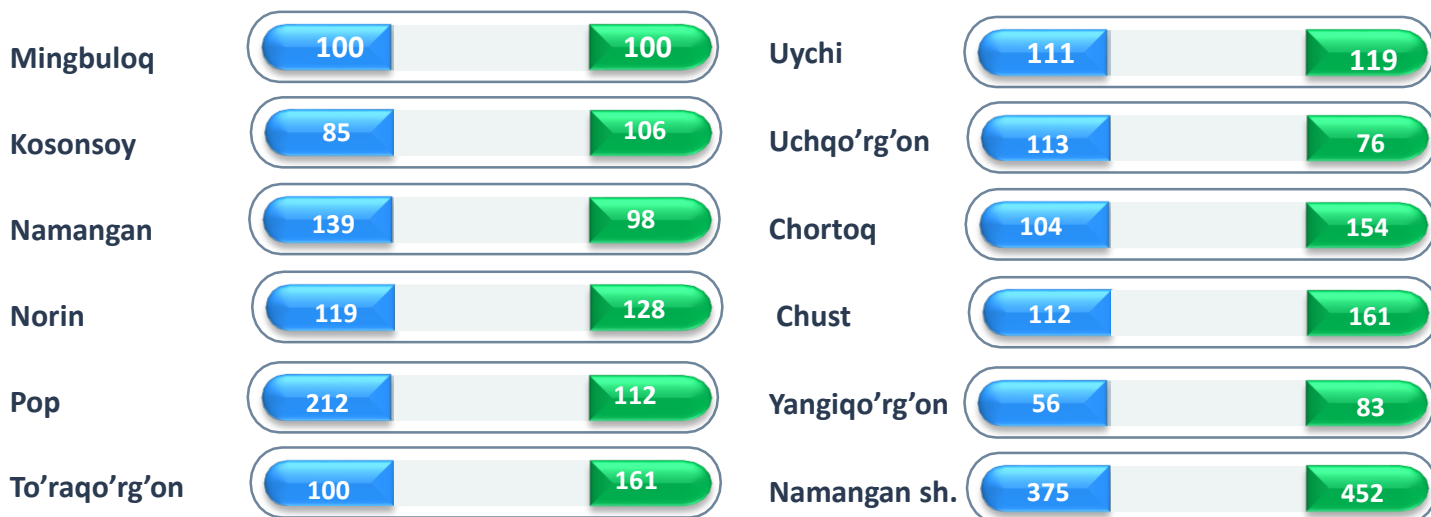 Mingbuloq 100 100
Kosonsoy 85 106
Namangan 139 98
Norin 119 128
Pop 212 112
To’raqo’rg’on 100 161
Uychi 111 119
Uchqo’rg’on 113 76
Chortoq 104 154
Chust 112 161
Yangiqo’rg’on 56 83
Namangan sh. 375 452